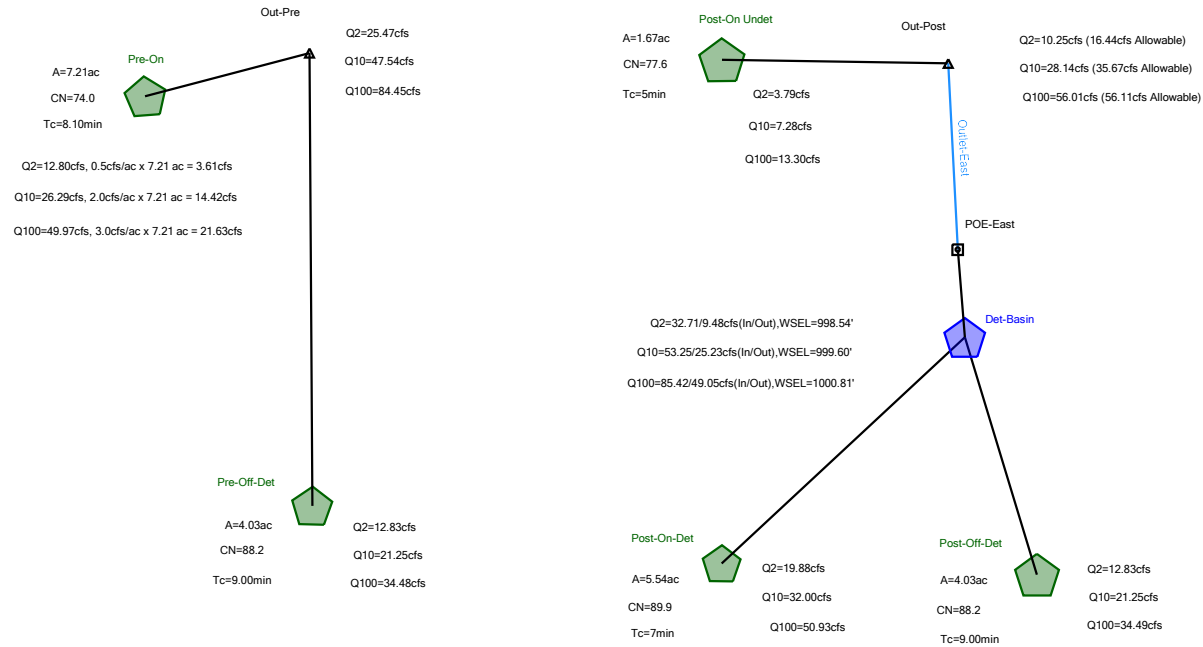 Out-Pre
Q2=25.47cfs
Q10=47.54cfs
Q100=84.45cfs
Pre-On
A=7.21ac
CN=74.0
Tc=8.10min
Q2=12.80cfs, 0.5cfs/ac x 7.21 ac = 3.61cfs
Q10=26.29cfs, 2.0cfs/ac x 7.21 ac = 14.42cfs
Q100=49.97cfs, 3.0cfs/ac x 7.21 ac = 21.63cfs
Pre-Off-Det
A=4.03ac
CN=88.2
Tc=9.00min
Q2=12.83cfs
Q10=21.25cfs
Q100=34.48cfs
Post-On Undet
A=1.67ac
CN=77.6
Tc=5min
Q2=3.79cfs
Q10=7.28cfs
Q100=13.30cfs
Out-Post
Q2=10.25cfs (16.44cfs Allowable)
Q10=28.14cfs (35.67cfs Allowable)
Q100=56.01cfs (56.11cfs Allowable)
Outlet-East
POE-East
Det-Basin
Q2=32.71/9.48cfs(In/Out),WSEL=998.54'
Q10=53.25/25.23cfs(In/Out),WSEL=999.60'
Q100=85.42/49.05cfs(In/Out),WSEL=1000.81'
Post-On-Det
A=5.54ac
CN=89.9
Tc=7min
Q2=19.88cfs
Q10=32.00cfs
Q100=50.93cfs
Post-Off-Det
A=4.03ac
CN=88.2
Tc=9.00min
Q2=12.83cfs
Q10=21.25cfs
Q100=34.49cfs